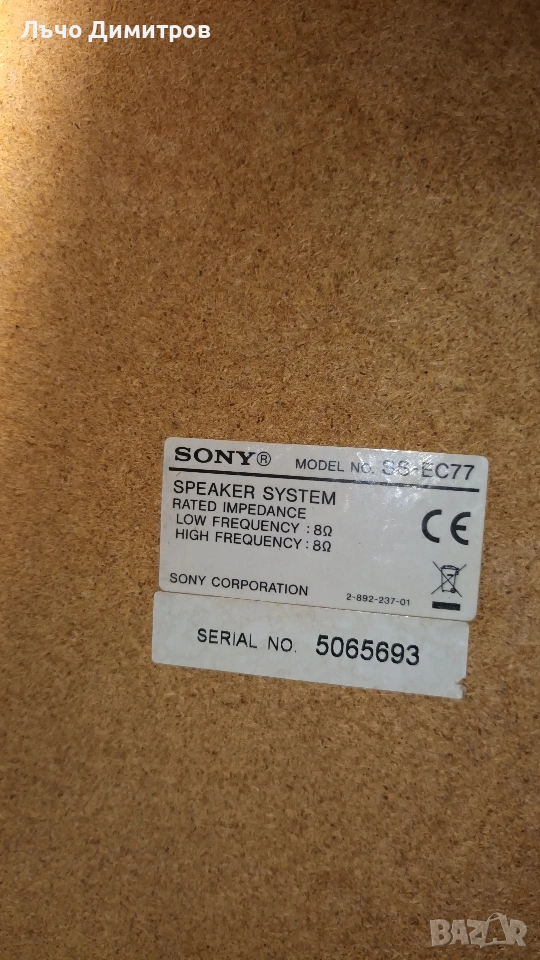 Лъчо Димитров
SONY® MODEL NO. SS-EC77
SPEAKER SYSTEM
RATED IMPEDANCE
LOW FREQUENCY : 8Ω
HIGH FREQUENCY : 8Ω
CE
SONY CORPORATION 2-892-237-01
SERIAL NO. 5065693
BAZAR